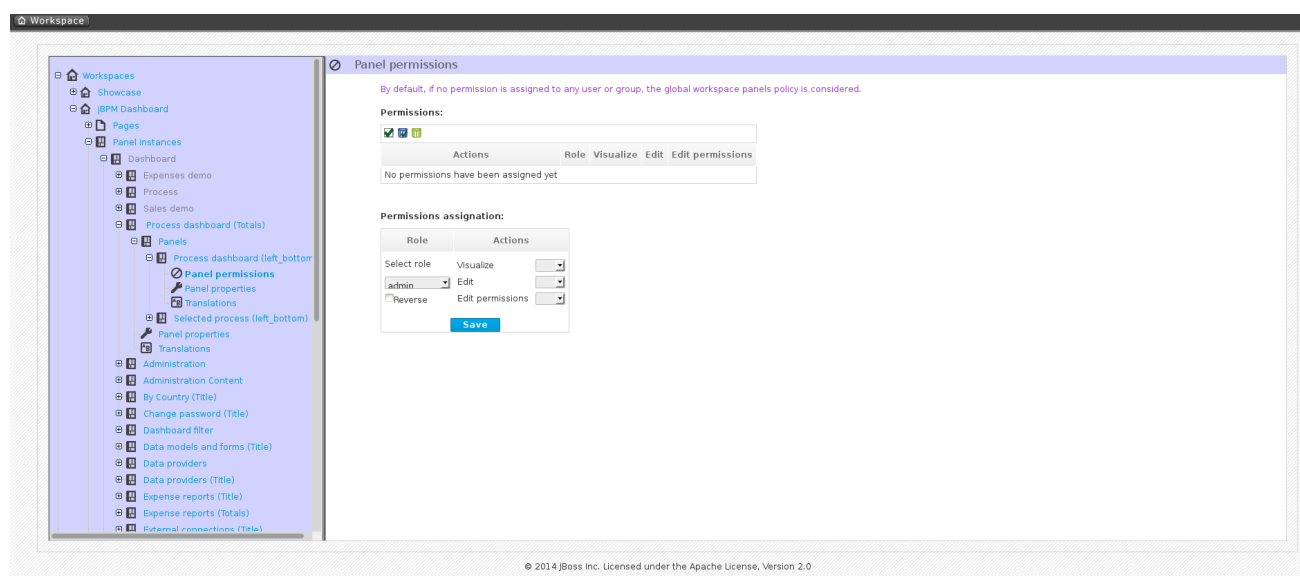 Workspace
Workspaces
Showcase
jBPM Dashboard
Pages
Panel instances
Dashboard
Expenses demo
Process
Sales demo
Process dashboard (Totals)
Panels
Process dashboard (left_bottom
Panel permissions
Panel properties
Translations
Selected process (left_bottom)
Panel properties
Translations
Administration
Administration Content
By Country (Title)
Change password (Title)
Dashboard filter
Data models and forms (Title)
Data providers
Data providers (Title)
Expense reports (Title)
Expense reports (Totals)
External connections (Title)
Panel permissions
By default, if no permission is assigned to any user or group, the global workspace panels policy is considered.
Permissions:
Actions Role Visualize Edit Edit permissions
No permissions have been assigned yet
Permissions assignation:
Role Actions
Select role Visualize
admin Edit
Reverse Edit permissions
Save
© 2014 JBoss Inc. Licensed under the Apache License, Version 2.0